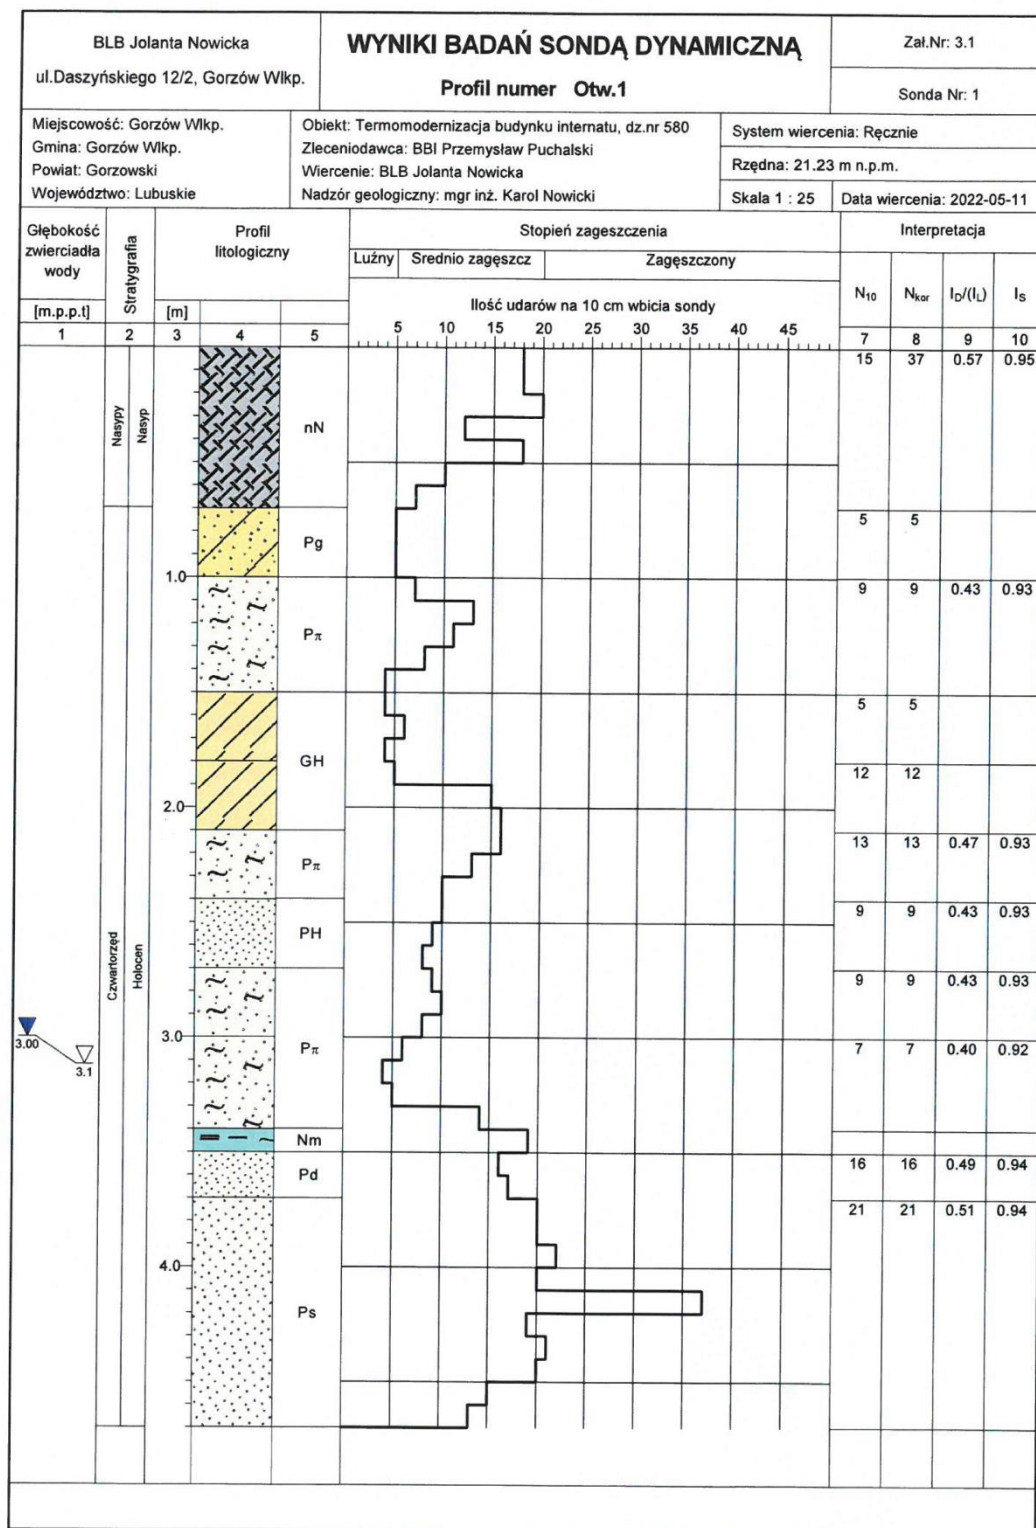 BLB Jolanta Nowicka
ul.Daszyńskiego 12/2, Gorzów Wlkp.
WYNIKI BADAŃ SONDĄ DYNAMICZNĄ
Profil numer Otw.1
Zał.Nr: 3.1
Sonda Nr: 1
Miejscowość: Gorzów Wlkp.
Gmina: Gorzów Wlkp.
Powiat: Gorzowski
Województwo: Lubuskie
Obiekt: Termomodernizacja budynku internatu, dz.nr 580
Zleceniodawca: BBI Przemysław Puchalski
Wiercenie: BLB Jolanta Nowicka
Nadzór geologiczny: mgr inż. Karol Nowicki
System wiercenia: Ręcznie
Rzędna: 21.23 m n.p.m.
Skala 1 : 25
Data wiercenia: 2022-05-11
Głębokość
zwierciadła
wody
[m.p.p.t]
Stratygrafia
Profil
litologiczny
[m]
Stopień zagęszczenia
Luźny
Srednio zagęszcz
Zagęszczony
Ilość udarów na 10 cm wbicia sondy
5 10 15 20 25 30 35 40 45
Interpretacja
N10 Nkor ID/(IL) IS
1 2 3 4 5 7 8 9 10
Nasypy
Nasyp
nN
15 37 0.57 0.95
Pg
5 5
1.0
Pπ
9 9 0.43 0.93
GH
5 5
12 12
2.0
Pπ
13 13 0.47 0.93
PH
9 9 0.43 0.93
Czwartorzęd
Holocen
9 9 0.43 0.93
3.00
3.1
3.0
Pπ
7 7 0.40 0.92
Nm
Pd
16 16 0.49 0.94
21 21 0.51 0.94
4.0
Ps